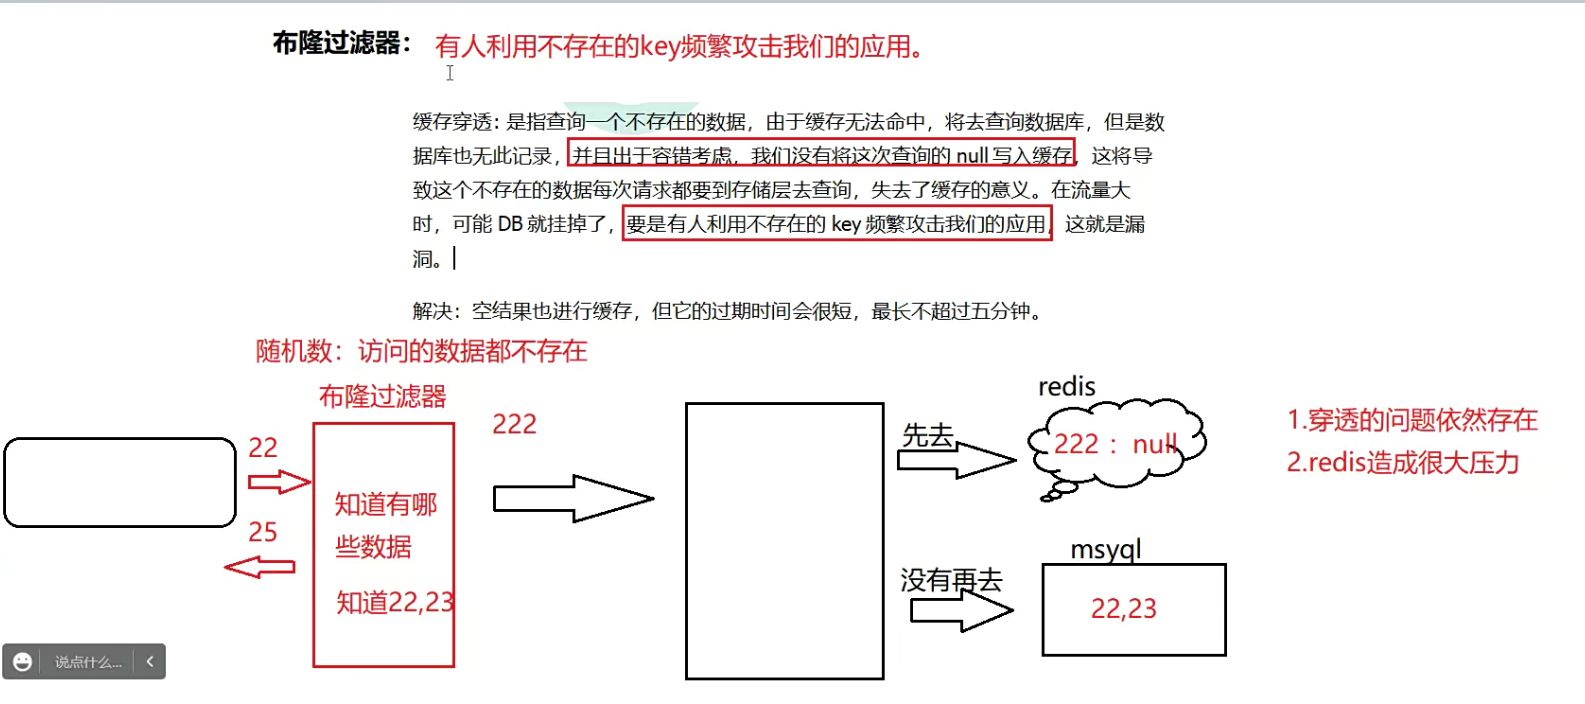 布隆过滤器： 有人利用不存在的key频繁攻击我们的应用。
缓存穿透：是指查询一个不存在的数据，由于缓存无法命中，将去查询数据库，但是数
据库也无此记录，并且出于容错考虑，我们没有将这次查询的 null 写入缓存，这将导
致这个不存在的数据每次请求都要到存储层去查询，失去了缓存的意义。在流量大
时，可能 DB 就挂掉了，要是有人利用不存在的 key 频繁攻击我们的应用，这就是漏
洞。
解决：空结果也进行缓存，但它的过期时间会很短，最长不超过五分钟。
随机数：访问的数据都不存在
布隆过滤器
22
25
知道有哪
些数据
知道22,23
222
先去
redis
222 ：null
没有再去
msyql
22,23
1.穿透的问题依然存在
2.redis造成很大压力
说点什么...